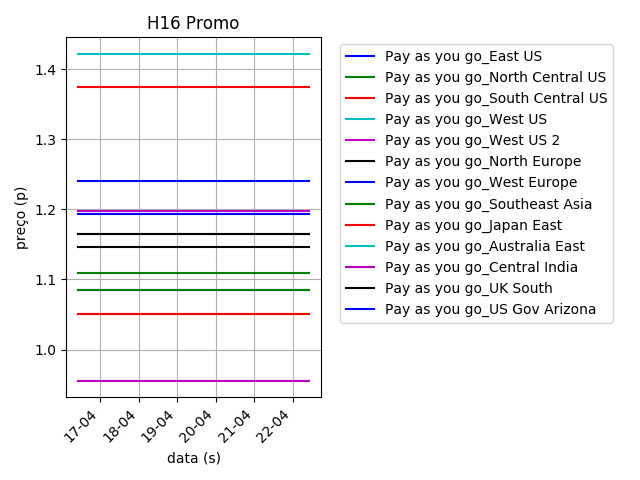 H16 Promo
preço (p)
1.4
1.3
1.2
1.1
1.0
17-04
18-04
19-04
20-04
21-04
22-04
data (s)
Pay as you go_East US
Pay as you go_North Central US
Pay as you go_South Central US
Pay as you go_West US
Pay as you go_West US 2
Pay as you go_North Europe
Pay as you go_West Europe
Pay as you go_Southeast Asia
Pay as you go_Japan East
Pay as you go_Australia East
Pay as you go_Central India
Pay as you go_UK South
Pay as you go_US Gov Arizona